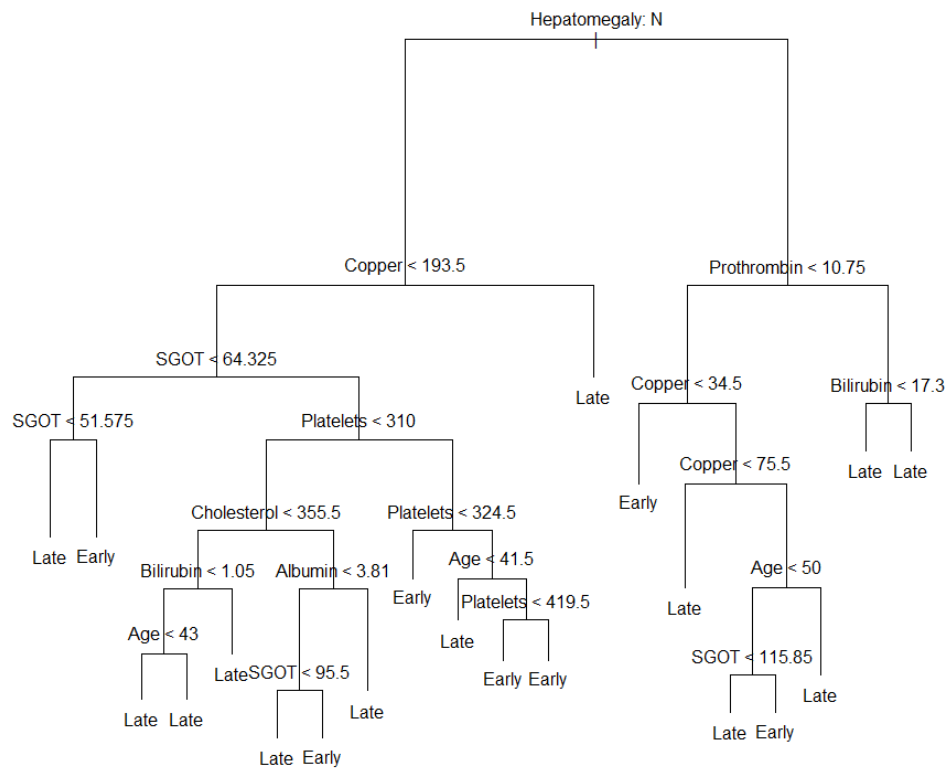 Hepatomegaly: N
Copper < 193.5
Prothrombin < 10.75
SGOT < 64.325
Late
Copper < 34.5
Bilirubin < 17.3
SGOT < 51.575
Platelets < 310
Early
Copper < 75.5
Late Late
Late Early
Cholesterol < 355.5
Platelets < 324.5
Bilirubin < 1.05
Albumin < 3.81
Early
Age < 41.5
Late
Age < 50
Age < 43
Late
Platelets < 419.5
Late
SGOT < 95.5
Late
Early Early
SGOT < 115.85
Late
Late Late
Late Early
Late Early